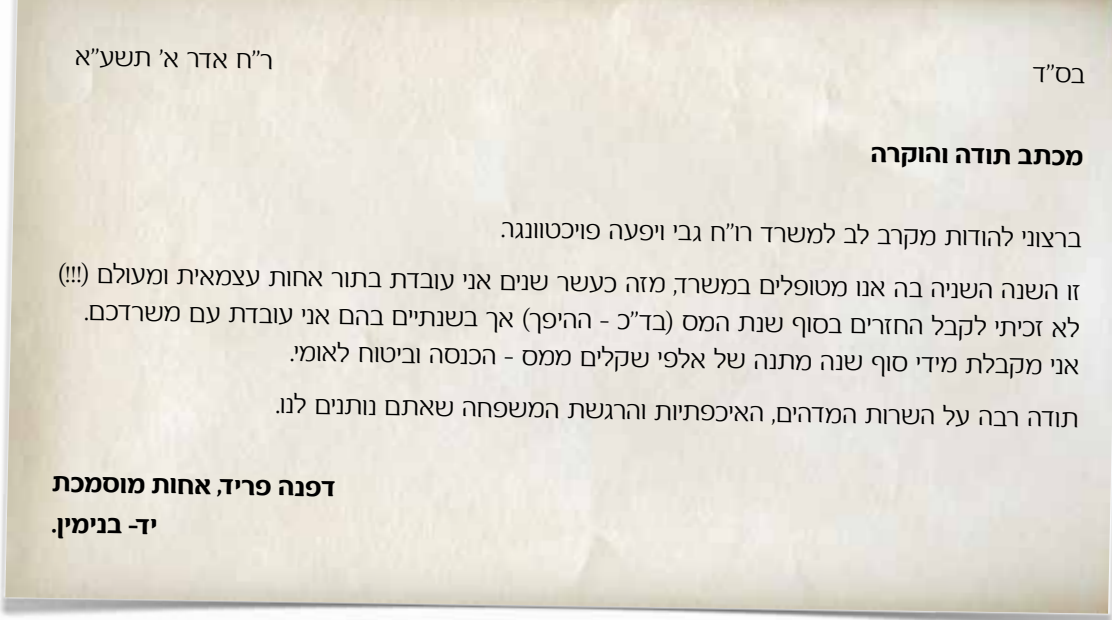 בס"ד
ר"ח אדר א' תשע"א
מכתב תודה והוקרה
ברצוני להודות מקרב לב למשרד רו"ח גבי ויפעה פויכטוונגר.
זו השנה השניה בה אנו מטופלים במשרד, מזה כעשר שנים אני עובדת בתור אחות עצמאית ומעולם (!!!)
לא זכיתי לקבל החזרים בסוף שנת המס (בד"כ - ההיפך) אך בשנתיים בהם אני עובדת עם משרדכם.
אני מקבלת מידי סוף שנה מתנה של אלפי שקלים ממס - הכנסה וביטוח לאומי.
תודה רבה על השרות המדהים, האיכפתיות והרגשת המשפחה שאתם נותנים לנו.
דפנה פריד, אחות מוסמכת
יד- בנימין.